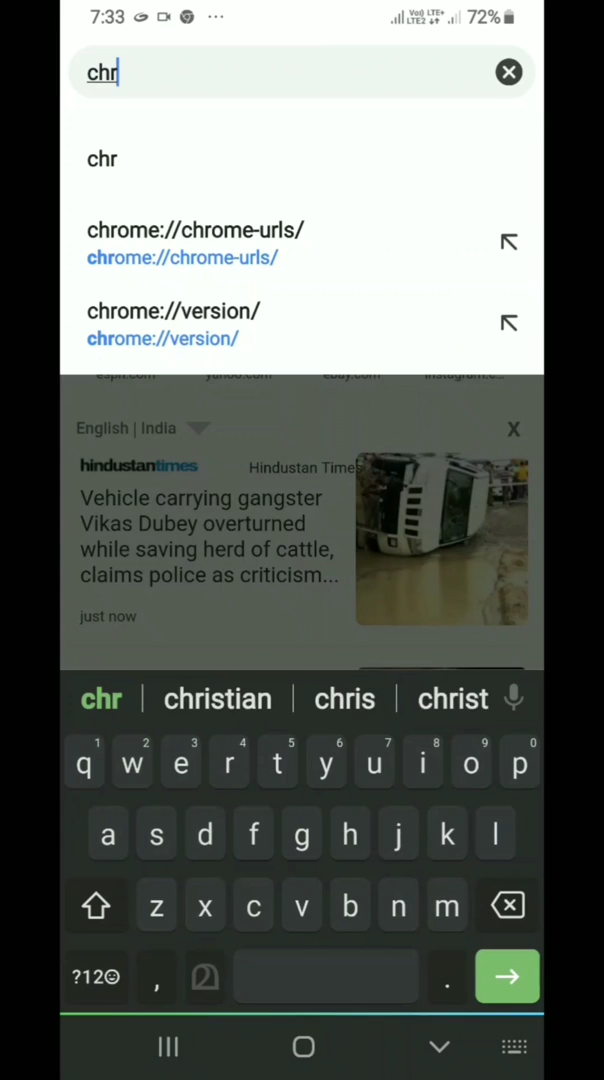 7:33 ... Voi) LTE+ LTE2 72%
chr
chr
chrome://chrome-urls/
chrome://chrome-urls/
chrome://version/
chrome://version/
espn.com yahoo.com ebay.com instagram.c...
English | India X
hindustantimes Hindustan Times
Vehicle carrying gangster
Vikas Dubey overturned
while saving herd of cattle,
claims police as criticism...
just now
chr christian chris christ
1 2 3 4 5 6 7 8 9 0
q w e r t y u i o p
a s d f g h j k l
z x c v b n m
?12☺ , മ .